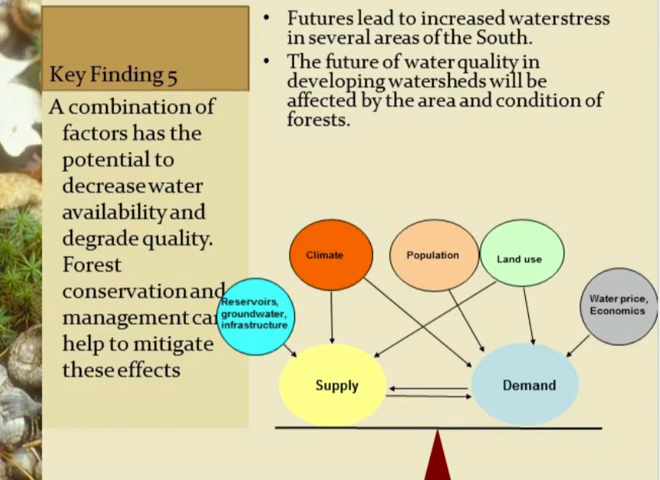 Key Finding 5
A combination of
factors has the
potential to
decrease water
availability and
degrade quality.
Forest
conservation and
management
help to mitigate
these effects
• Futures lead to increased water stress
in several areas of the South.
• The future of water quality in
developing watersheds will be
affected by the area and condition of
forests.
Climate
Population
Land use
Reservoirs,
groundwater,
infrastructure
Water price,
Economics
Supply
Demand